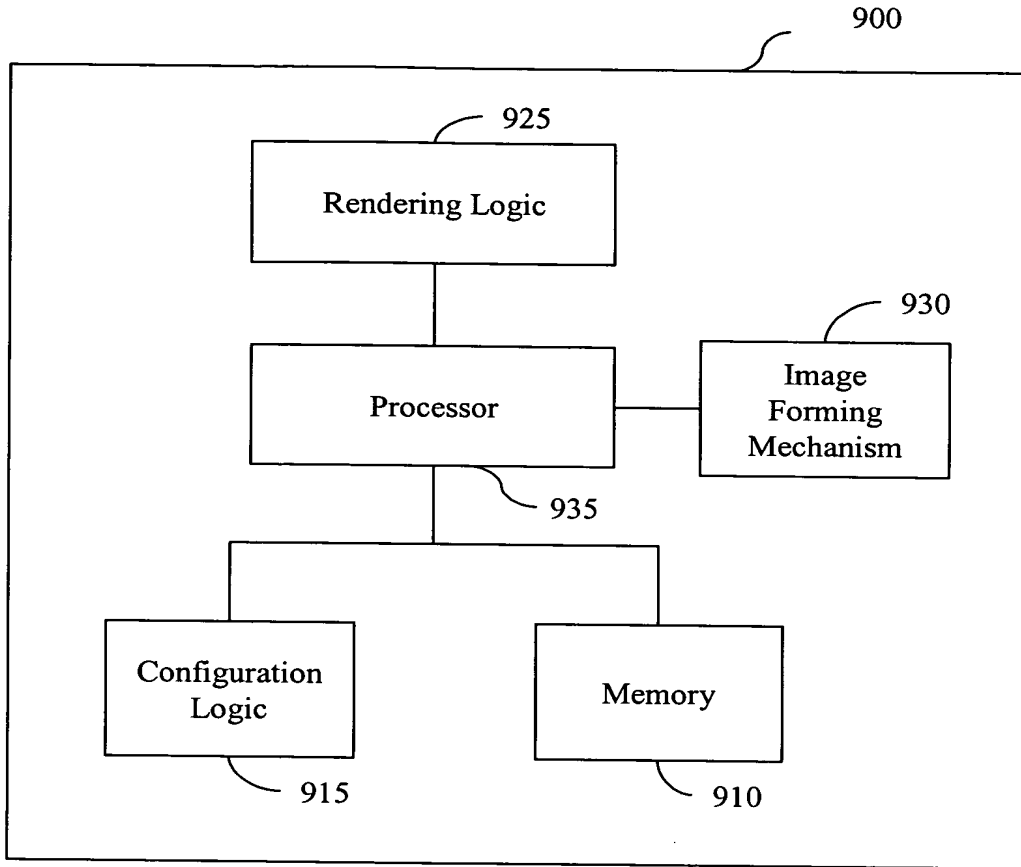 900
925
Rendering Logic
930
Processor
Image
Forming
Mechanism
935
Configuration
Logic
Memory
915
910